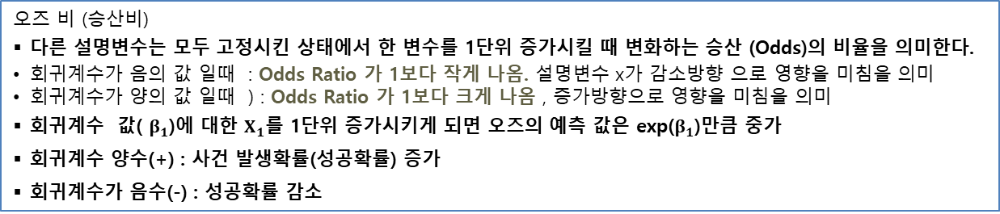 오즈 비 (승산비)
▪ 다른 설명변수는 모두 고정시킨 상태에서 한 변수를 1단위 증가시킬 때 변화하는 승산 (Odds)의 비율을 의미한다.
• 회귀계수가 음의 값 일때 : Odds Ratio 가 1보다 작게 나옴. 설명변수 x가 감소방향 으로 영향을 미침을 의미
• 회귀계수가 양의 값 일때 ) : Odds Ratio 가 1보다 크게 나옴 , 증가방향으로 영향을 미침을 의미
▪ 회귀계수 값( β₁)에 대한 X₁를 1단위 증가시키게 되면 오즈의 예측 값은 exp(β₁)만큼 중가
▪ 회귀계수 양수(+) : 사건 발생확률(성공확률) 증가
▪ 회귀계수가 음수(-) : 성공확률 감소